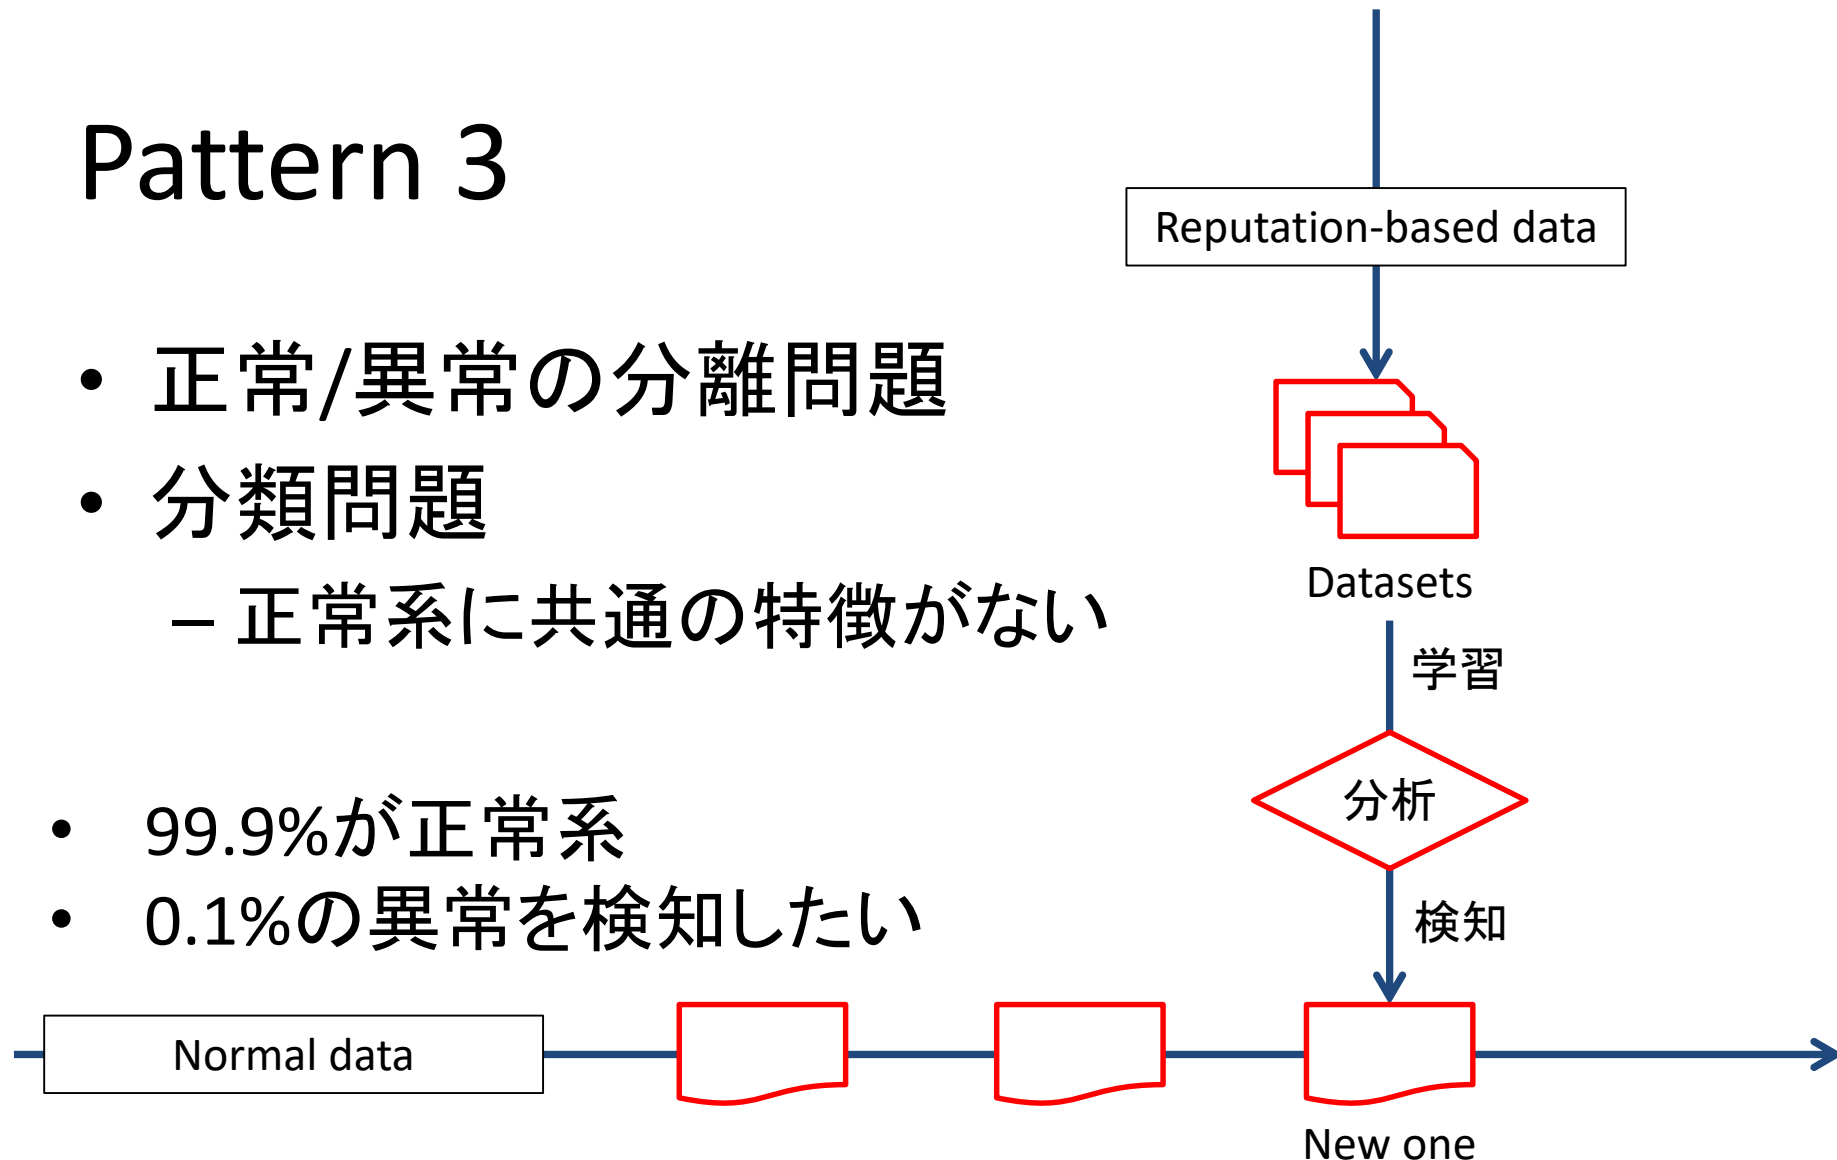 Pattern 3
• 正常/異常の分離問題
• 分類問題
– 正常系に共通の特徴がない
• 99.9%が正常系
• 0.1%の異常を検知したい
Reputation-based data
Datasets
学習
分析
検知
Normal data
New one